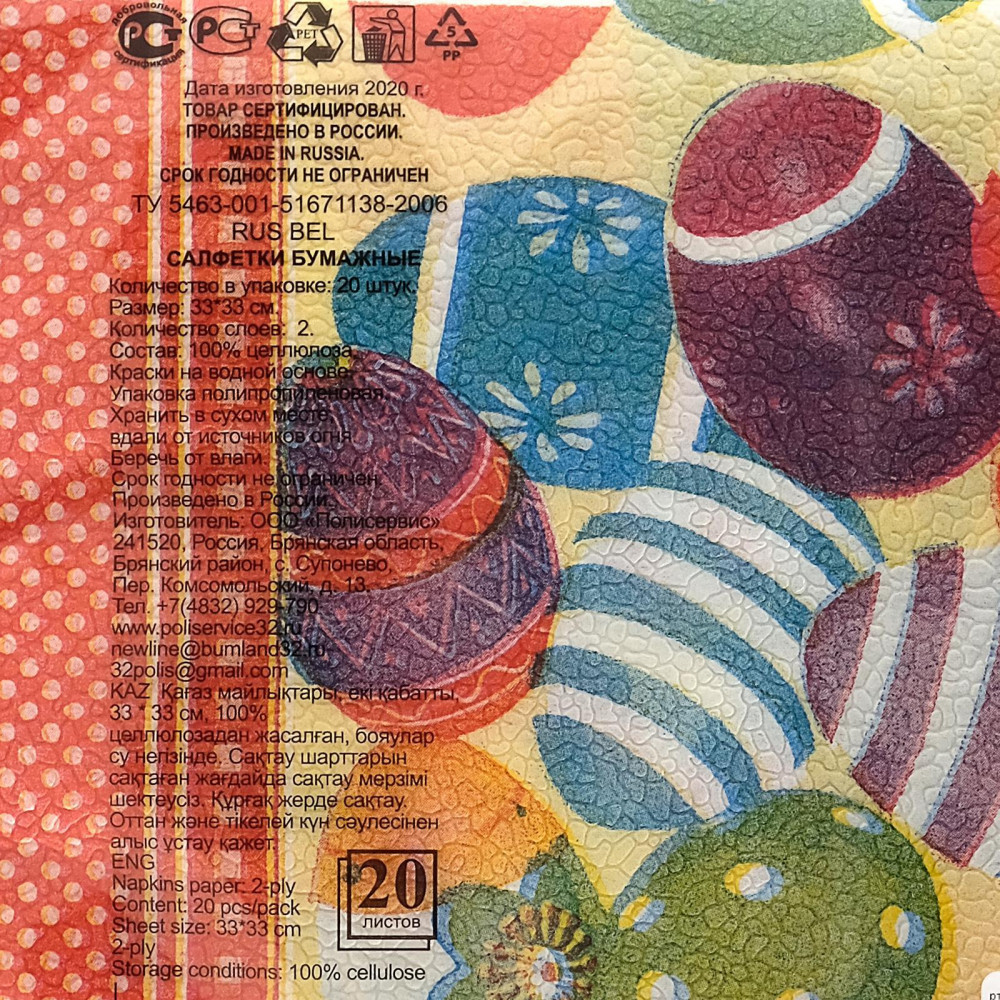 добровольная
РСТ РСТ PET 5
сертификация PP
Дата изготовления 2020 г.
ТОВАР СЕРТИФИЦИРОВАН.
ПРОИЗВЕДЕНО В РОССИИ.
MADE IN RUSSIA.
СРОК ГОДНОСТИ НЕ ОГРАНИЧЕН
ТУ 5463-001-51671138-2006
RUS BEL
САЛФЕТКИ БУМАЖНЫЕ
Количество в упаковке: 20 штук.
Размер: 33*33 см.
Количество слоев: 2.
Состав: 100% целлюлоза.
Краски на водной основе.
Упаковка полипропиленовая.
Хранить в сухом месте,
вдали от источников огня.
Беречь от влаги.
Срок годности не ограничен.
Произведено в России.
Изготовитель: ООО «Полисервис»
241520, Россия, Брянская область,
Брянский район, с. Супонево,
Пер. Комсомольский, д. 13.
Тел. +7(4832) 929-790.
www.poliservice32.ru
newline@bumland32.ru
32polis@gmail.com
KAZ Қағаз майлықтары, екі қабатты,
33 * 33 см, 100%
целлюлозадан жасалған, бояулар
су негізінде. Сақтау шарттарын
сақтаған жағдайда сақтау мерзімі
шектеусіз. Құрғақ жерде сақтау.
Оттан және тікелей күн сәулесінен
алыс ұстау қажет.
ENG
Napkins paper: 2-ply
Content: 20 pcs/pack
Sheet size: 33*33 cm
2-ply
Storage conditions: 100% cellulose
20
ЛИСТОВ